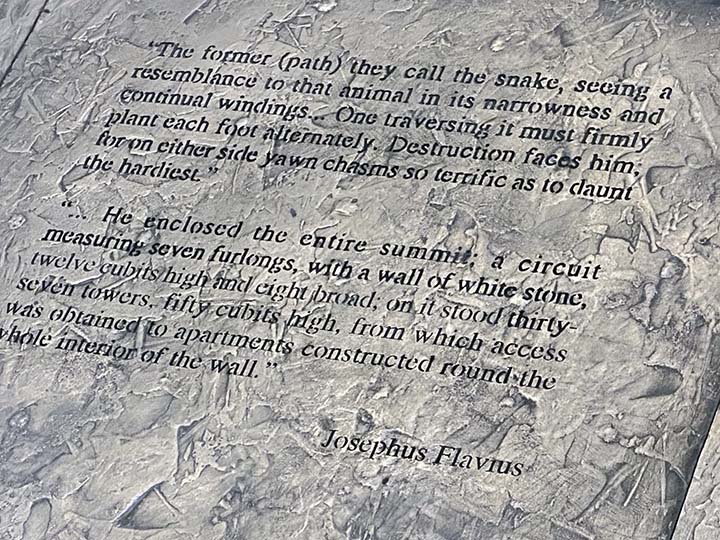 “The former (path) they call the snake, seeing a
resemblance to that animal in its narrowness and
continual windings... One traversing it must firmly
plant each foot alternately. Destruction faces him;
for on either side yawn chasms so terrific as to daunt
the hardiest.”
“... He enclosed the entire summit; a circuit
measuring seven furlongs, with a wall of white stone,
twelve cubits high and eight broad; on it stood thirty-
seven towers, fifty cubits high, from which access
was obtained to apartments constructed round the
whole interior of the wall.”
Josephus Flavius